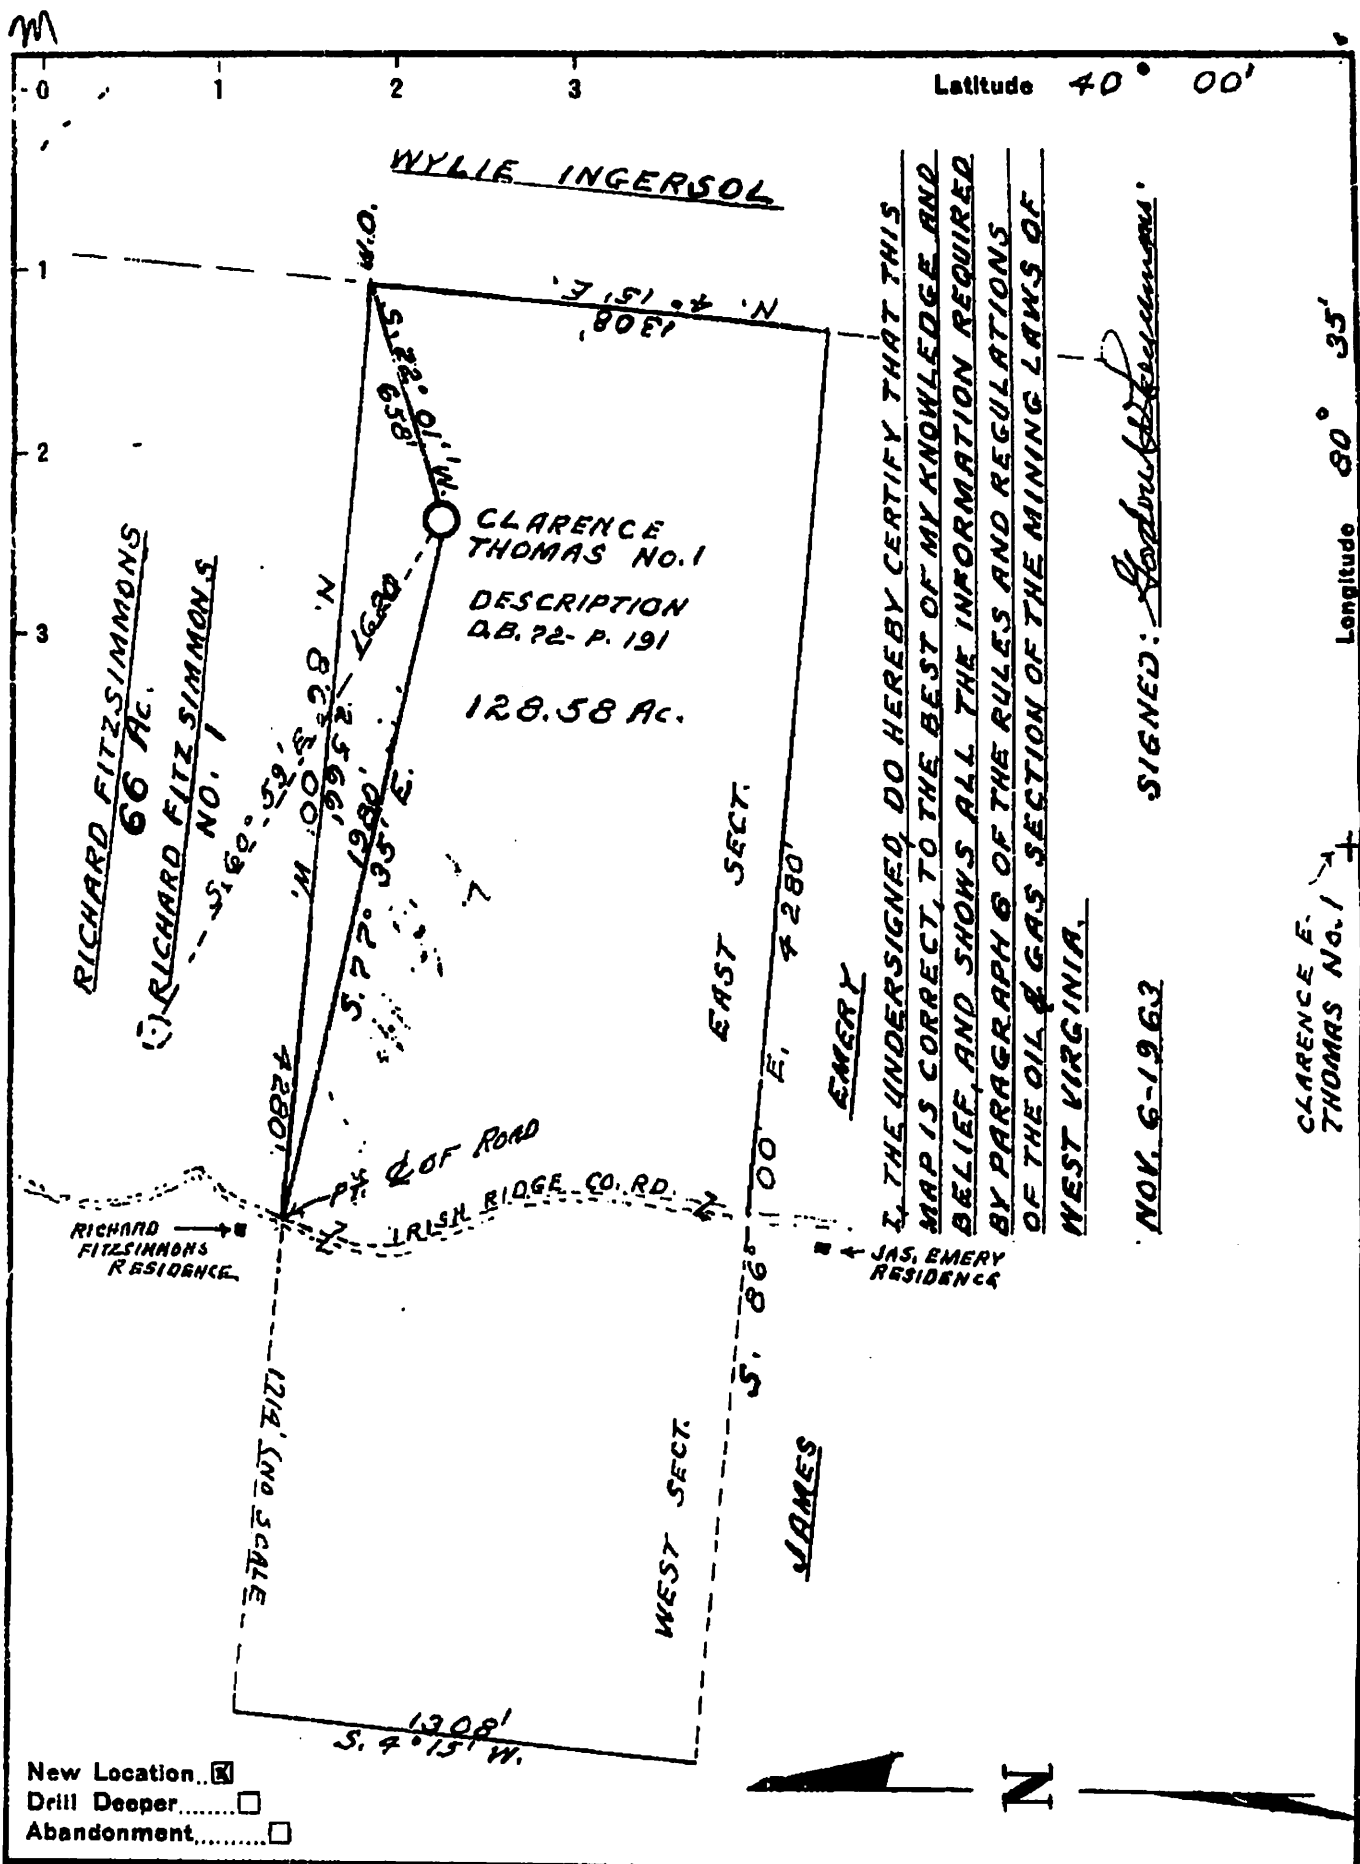 M
0 1 2 3
Latitude 40° 00'
1
2
3
WYLIE INGERSOL
W.O.
N. 4° 15' E.
1308'
S. 22° 01' W.
658'
CLARENCE
THOMAS NO. 1
DESCRIPTION
D.B. 72- P. 191
128.58 Ac.
RICHARD FITZSIMMONS
66 Ac.
RICHARD FITZSIMMONS
NO. 1
N. 86° 00' W.
2566'
4280'
1980'
S. 77° 35' E.
EAST SECT.
S. 86° 00' E. 4280'
JAMES EMERY
PT. ℄ OF ROAD
IRISH RIDGE CO. RD.
RICHARD
FITZSIMMONS
RESIDENCE
JAS. EMERY
RESIDENCE
1714' (NO SCALE
WEST SECT.
1308'
S. 4° 15' W.
I, THE UNDERSIGNED, DO HEREBY CERTIFY THAT THIS
MAP IS CORRECT, TO THE BEST OF MY KNOWLEDGE AND
BELIEF, AND SHOWS ALL THE INFORMATION REQUIRED
BY PARAGRAPH 6 OF THE RULES AND REGULATIONS
OF THE OIL & GAS SECTION OF THE MINING LAWS OF
WEST VIRGINIA.
NOV. 6-1963 SIGNED:
Longitude 80° 35'
CLARENCE E.
THOMAS No. 1
New Location..☒
Drill Deeper........☐
Abandonment..........☐
N